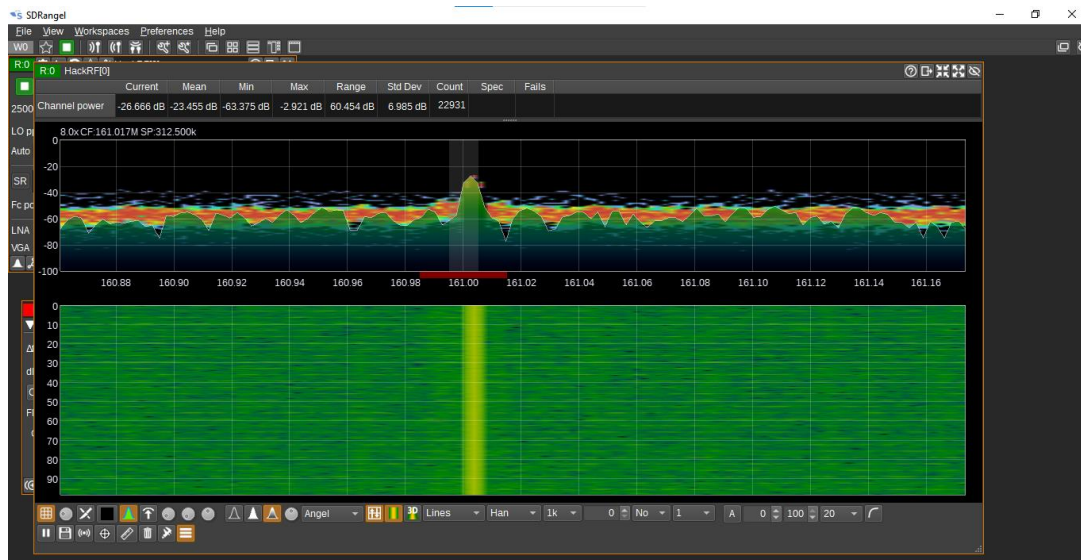 SDRangel
File View Workspaces Preferences Help
W0
R:0
R:0 HackRF[0]
Current Mean Min Max Range Std Dev Count Spec Fails
Channel power -26.666 dB -23.455 dB -63.375 dB -2.921 dB 60.454 dB 6.985 dB 22931
2500
LO pp
Auto
SR
Fc po
LNA
VGA
8.0x CF:161.017M SP:312.500k
0
-20
-40
-60
-80
-100
160.88 160.90 160.92 160.94 160.96 160.98 161.00 161.02 161.04 161.06 161.08 161.10 161.12 161.14 161.16
0
10
20
30
40
50
60
70
80
90
Angel 3D Lines Han 1k 0 No 1 A 0 100 20